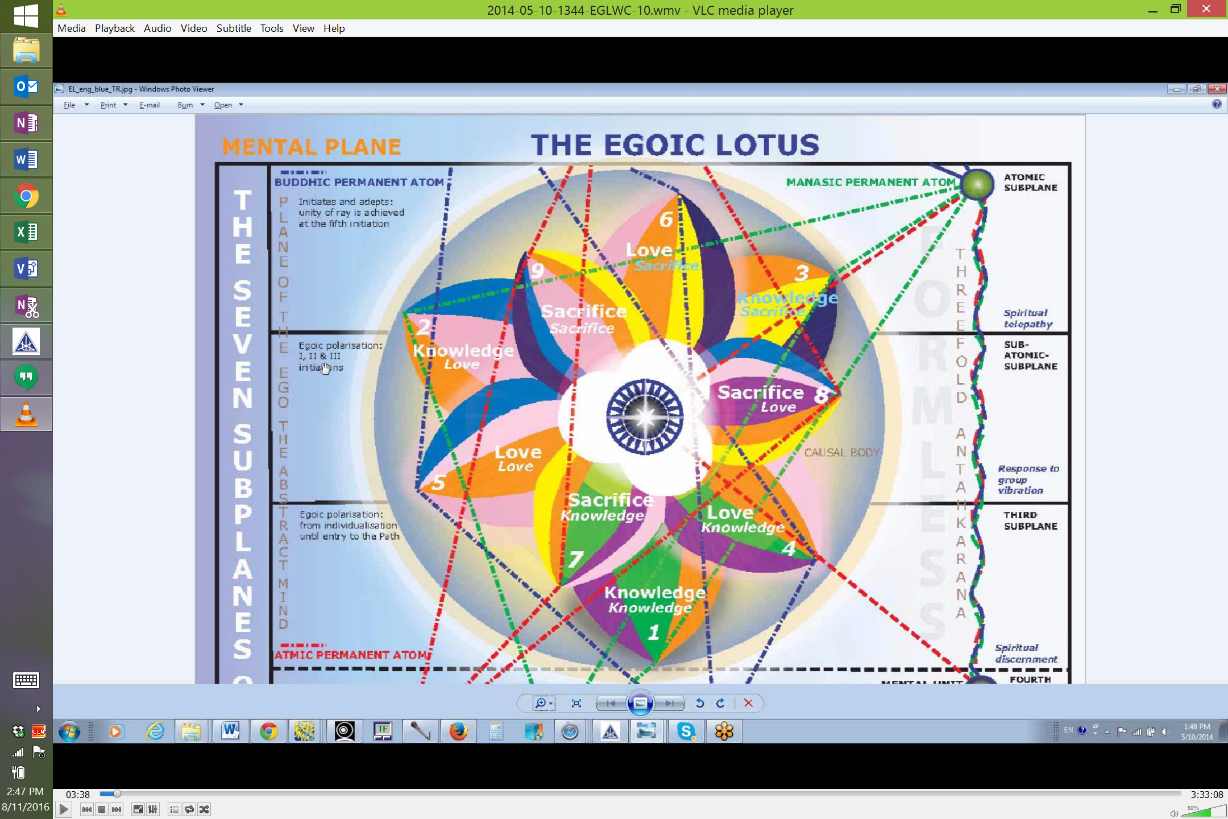 2014-05-10-1344-EGLWC-10.wmv - VLC media player
Media Playback Audio Video Subtitle Tools View Help
EL_eng_blue_TR.jpg - Windows Photo Viewer
File Print E-mail Burn Open
MENTAL PLANE
THE EGOIC LOTUS
THE SEVEN SUBPLANES O
PLANE OF THE EGO THE ABSTRACT MIND
BUDDHIC PERMANENT ATOM
Initiates and adepts:
unity of ray is achieved
at the fifth initiation
Egoic polarisation:
I, II & III
initiations
Egoic polarisation:
from individualisation
until entry to the Path
ATMIC PERMANENT ATOM
MANASIC PERMANENT ATOM
6
Love
Sacrifice
9
Sacrifice
Sacrifice
3
Knowledge
Sacrifice
2
Knowledge
Love
Sacrifice 8
Love
CAUSAL BODY
Love
Love
5
Sacrifice
Knowledge
7
Love
Knowledge
4
Knowledge
Knowledge
1
FORMLESS
THREEFOLD ANTAHKARANA
ATOMIC
SUBPLANE
Spiritual
telepathy
SUB-
ATOMIC-
SUBPLANE
Response to
group
vibration
THIRD
SUBPLANE
Spiritual
discernment
MENTAL UNIT
FOURTH
EN
1:48 PM
5/10/2014
2:47 PM
8/11/2016
03:38
3:33:08